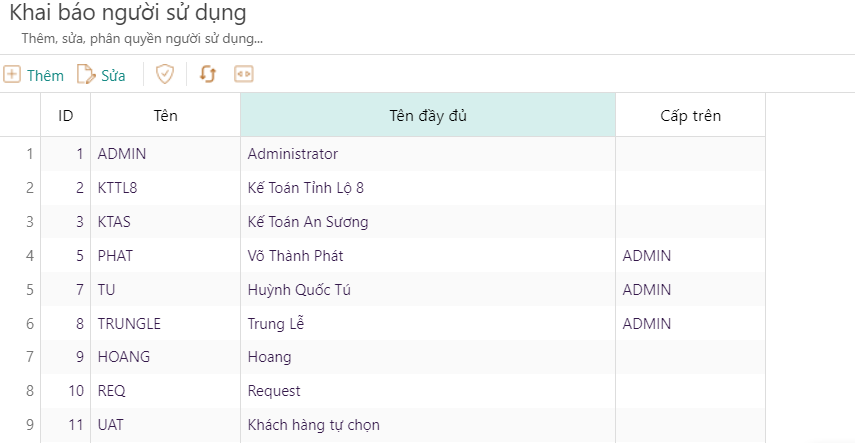 Khai báo người sử dụng
Thêm, sửa, phân quyền người sử dụng...
Thêm Sửa
ID Tên Tên đầy đủ Cấp trên
1 1 ADMIN Administrator
2 2 KTTL8 Kế Toán Tỉnh Lộ 8
3 3 KTAS Kế Toán An Sương
4 5 PHAT Võ Thành Phát ADMIN
5 7 TU Huỳnh Quốc Tú ADMIN
6 8 TRUNGLE Trung Lễ ADMIN
7 9 HOANG Hoang
8 10 REQ Request
9 11 UAT Khách hàng tự chọn